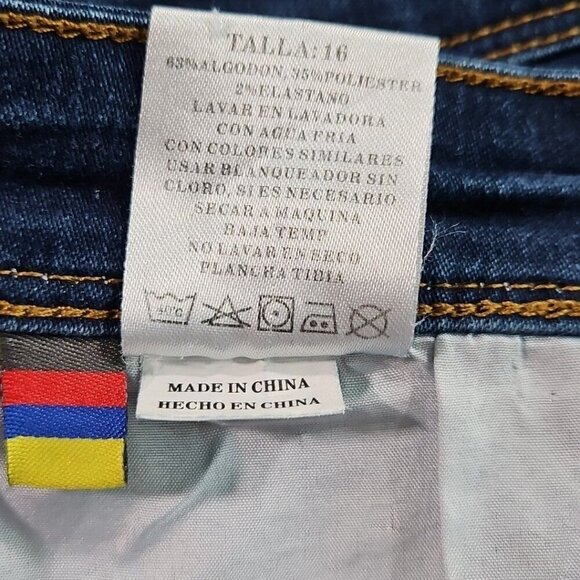 TALLA: 16
63%ALGODON, 35%POLIESTER
2%ELASTANO
LAVAR EN LAVADORA
CON AGUA FRIA
CON COLORES SIMILARES
USAR BLANQUEADOR SIN
CLORO, SI ES NECESARIO
SECAR A MAQUINA
BAJA TEMP
NO LAVAR EN SECO
PLANCHA TIBIA
40°C
MADE IN CHINA
HECHO EN CHINA